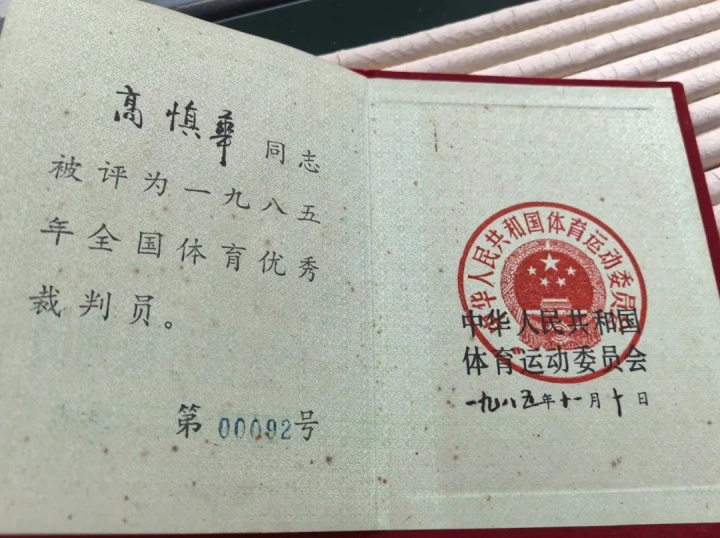 高慎华 同志
被评为一九八五
年全国体育优秀
裁判员。
第 00092号
中华人民共和国体育运动委员会
中华人民共和国
体育运动委员会
一九八五年十一月十日